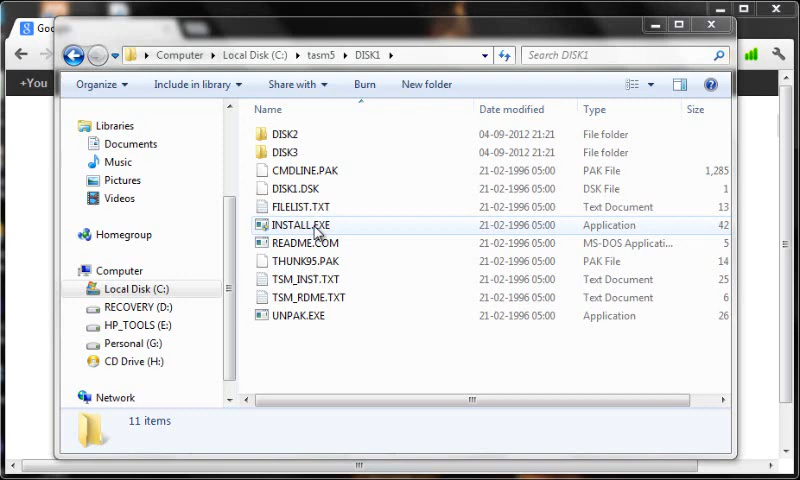 Goo
Computer Local Disk (C:) tasm5 DISK1
Search DISK1
+You
Organize Include in library Share with Burn New folder
Name Date modified Type Size
Libraries
Documents
Music
Pictures
Videos
Homegroup
Computer
Local Disk (C:)
RECOVERY (D:)
HP_TOOLS (E:)
Personal (G:)
CD Drive (H:)
Network
DISK2 04-09-2012 21:21 File folder
DISK3 04-09-2012 21:21 File folder
CMDLINE.PAK 21-02-1996 05:00 PAK File 1,285
DISK1.DSK 21-02-1996 05:00 DSK File 1
FILELIST.TXT 21-02-1996 05:00 Text Document 13
INSTALL.EXE 21-02-1996 05:00 Application 42
README.COM 21-02-1996 05:00 MS-DOS Applicati... 5
THUNK95.PAK 21-02-1996 05:00 PAK File 14
TSM_INST.TXT 21-02-1996 05:00 Text Document 25
TSM_RDME.TXT 21-02-1996 05:00 Text Document 6
UNPAK.EXE 21-02-1996 05:00 Application 26
11 items